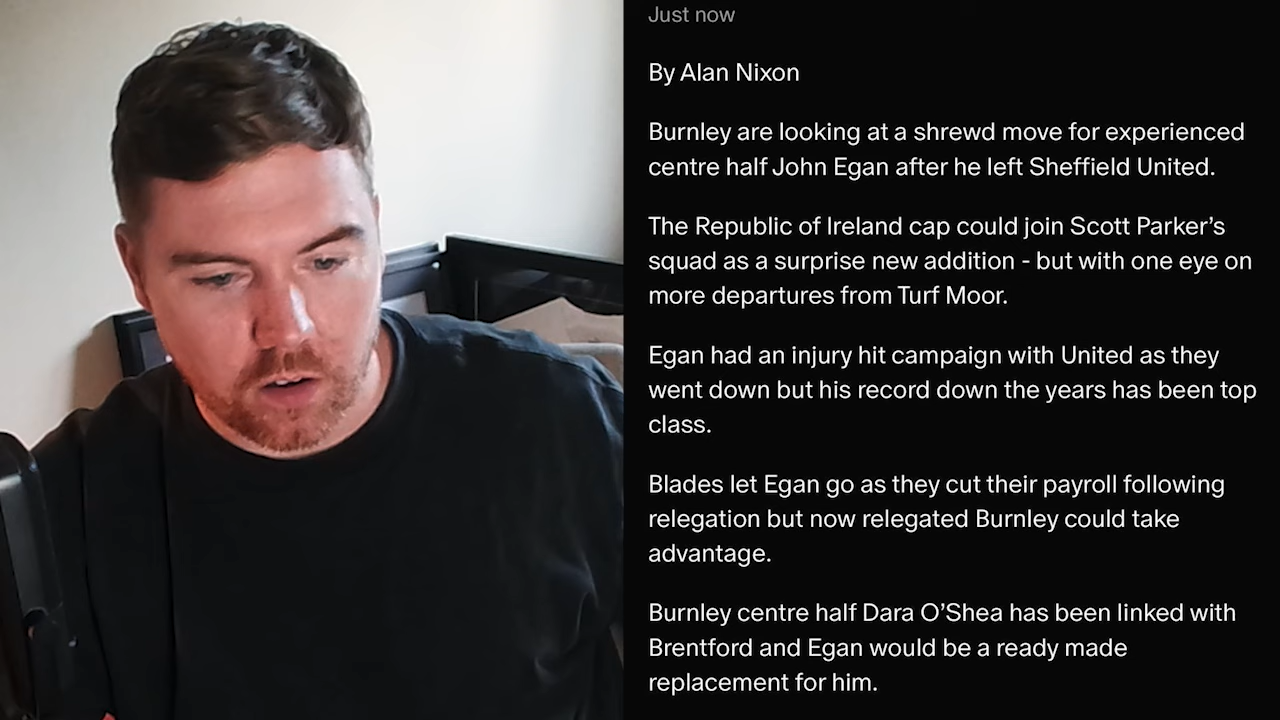 Just now
By Alan Nixon
Burnley are looking at a shrewd move for experienced
centre half John Egan after he left Sheffield United.
The Republic of Ireland cap could join Scott Parker’s
squad as a surprise new addition - but with one eye on
more departures from Turf Moor.
Egan had an injury hit campaign with United as they
went down but his record down the years has been top
class.
Blades let Egan go as they cut their payroll following
relegation but now relegated Burnley could take
advantage.
Burnley centre half Dara O’Shea has been linked with
Brentford and Egan would be a ready made
replacement for him.